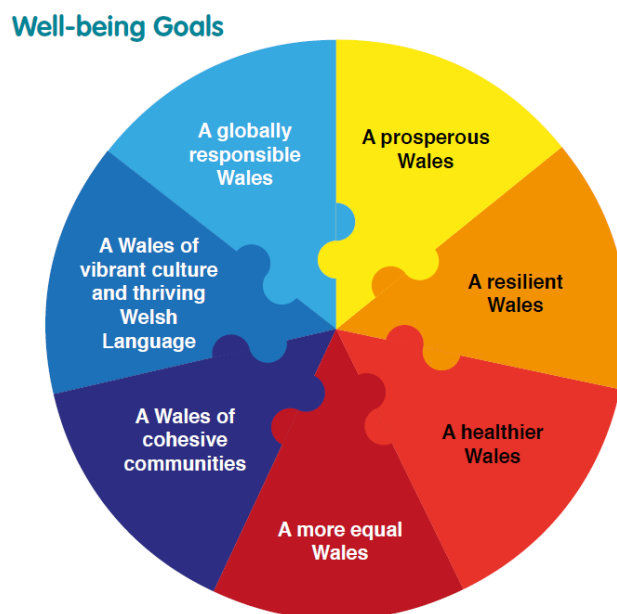 Well-being Goals
A prosperous
Wales
A resilient
Wales
A healthier
Wales
A more equal
Wales
A Wales of
cohesive
communities
A Wales of
vibrant culture
and thriving
Welsh
Language
A globally
responsible
Wales